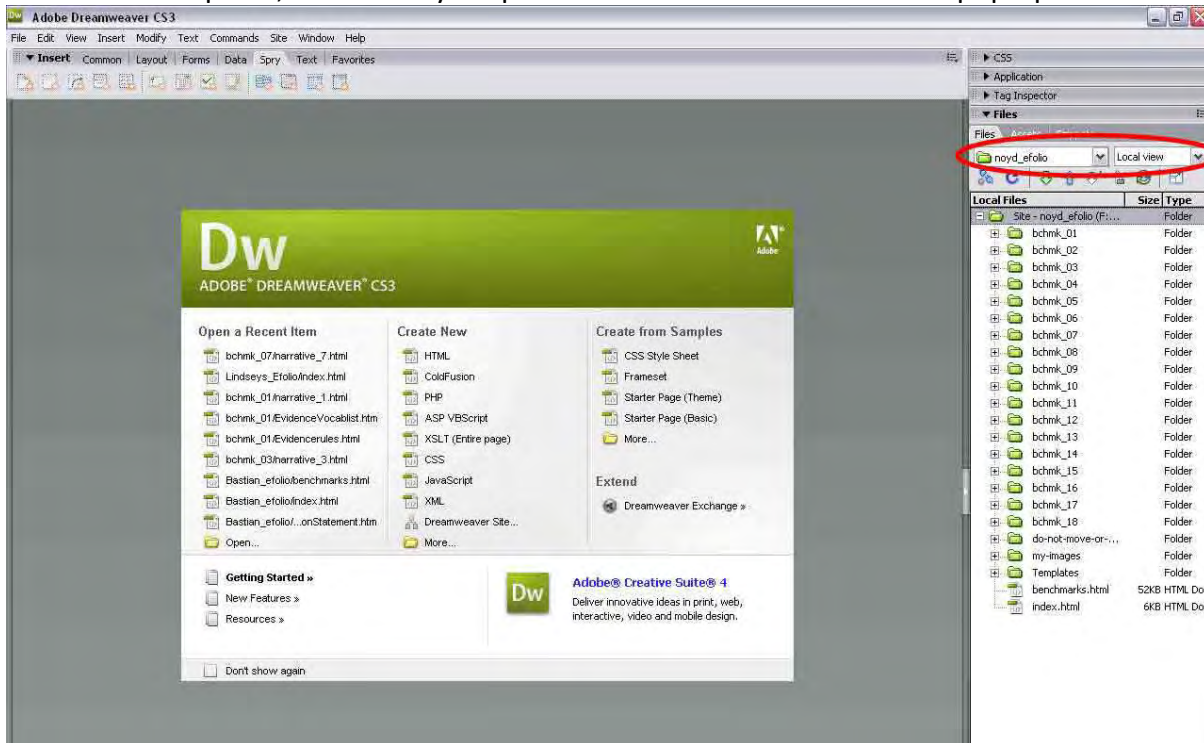 Adobe Dreamweaver CS3
File Edit View Insert Modify Text Commands Site Window Help
Insert Common Layout Forms Data Spry Text Favorites
CSS
Application
Tag Inspector
Files
Files Assets
noyd_efolio Local view
Local Files Size Type
Site - noyd_efolio (F:... Folder
bchmk_01 Folder
bchmk_02 Folder
bchmk_03 Folder
bchmk_04 Folder
bchmk_05 Folder
bchmk_06 Folder
bchmk_07 Folder
bchmk_08 Folder
bchmk_09 Folder
bchmk_10 Folder
bchmk_11 Folder
bchmk_12 Folder
bchmk_13 Folder
bchmk_14 Folder
bchmk_15 Folder
bchmk_16 Folder
bchmk_17 Folder
bchmk_18 Folder
do-not-move-or-... Folder
my-images Folder
Templates Folder
benchmarks.html 52KB HTML Do
index.html 6KB HTML Do
Dw
Adobe
ADOBE® DREAMWEAVER® CS3
Open a Recent Item
bchmk_07/narrative_7.html
Lindseys_Efolio/index.html
bchmk_01/narrative_1.html
bchmk_01/EvidenceVocablist.htm
bchmk_01/Evidencerules.html
bchmk_03/narrative_3.html
Bastian_efolio/benchmarks.html
Bastian_efolio/index.html
Bastian_efolio/...onStatement.htm
Open...
Create New
HTML
ColdFusion
PHP
ASP VBScript
XSLT (Entire page)
CSS
JavaScript
XML
Dreamweaver Site...
More...
Create from Samples
CSS Style Sheet
Frameset
Starter Page (Theme)
Starter Page (Basic)
More...
Extend
Dreamweaver Exchange »
Getting Started »
New Features »
Resources »
Dw
Adobe® Creative Suite® 4
Deliver innovative ideas in print, web,
interactive, video and mobile design.
Don't show again